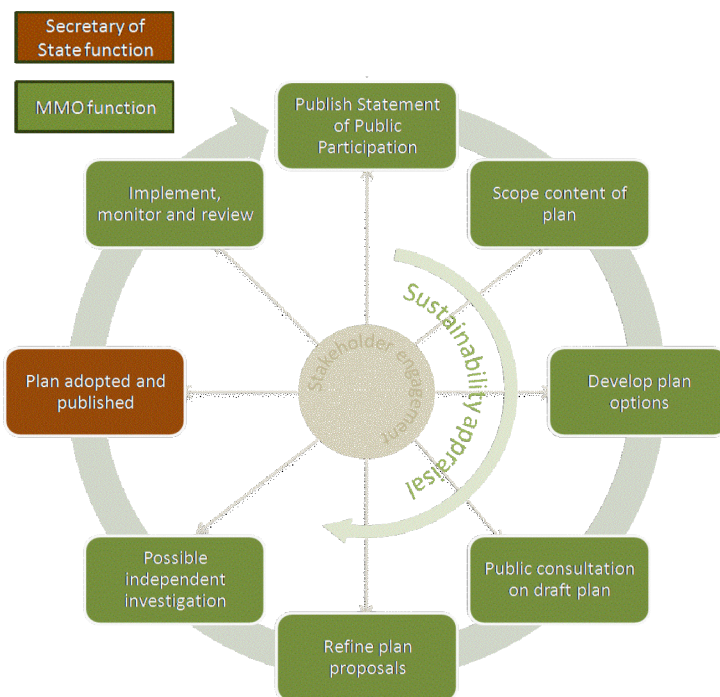 Secretary of
State function
MMO function
Publish Statement
of Public
Participation
Scope content of
plan
Develop plan
options
Public consultation
on draft plan
Refine plan
proposals
Possible
independent
investigation
Plan adopted and
published
Implement,
monitor and review
Stakeholder engagement
Sustainability appraisal